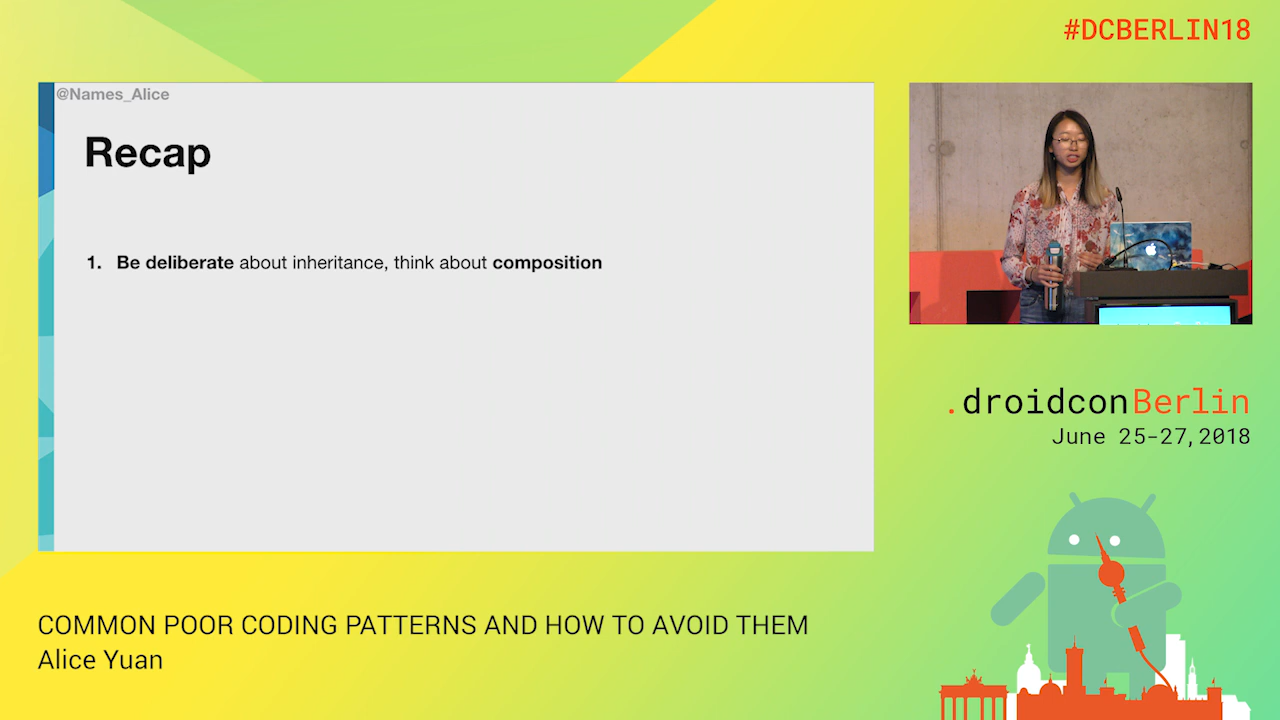 #DCBERLIN18
@Names_Alice
Recap
1. Be deliberate about inheritance, think about composition
.droidconBerlin
June 25-27, 2018
COMMON POOR CODING PATTERNS AND HOW TO AVOID THEM
Alice Yuan